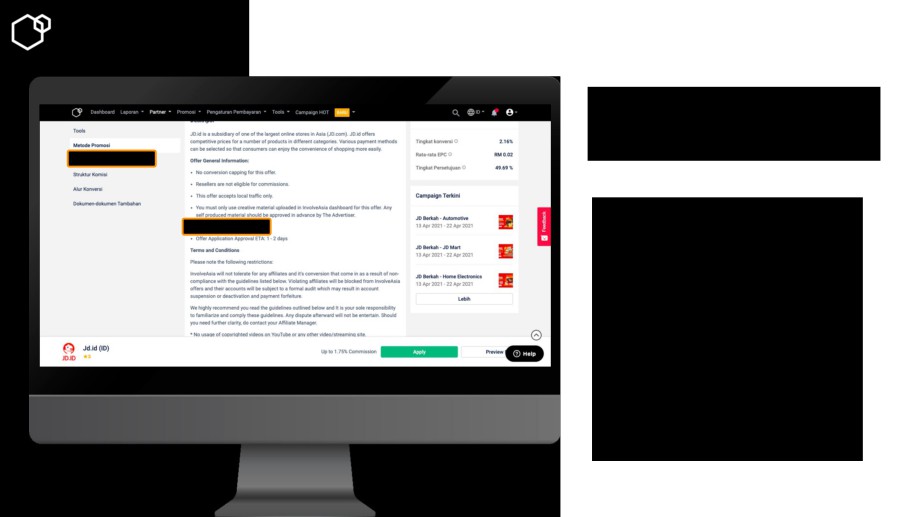 Dashboard Laporan Partner Promosi Pengaturan Pembayaran Tools Campaign HOT
ID
Tools
Metode Promosi
Struktur Komisi
Alur Konversi
Dokumen-dokumen Tambahan
JD.id is a subsidiary of one of the largest online stores in Asia (JD.com). JD.id offers
competitive prices for a number of products in different categories. Various payment methods
can be selected so that consumers can enjoy the convenience of shopping more easily.
Offer General Information:
• No conversion capping for this offer.
• Resellers are not eligible for commissions.
• This offer accepts local traffic only.
• You must only use creative material uploaded in InvolveAsia dashboard for this offer. Any
self produced material should be approved in advance by The Advertiser.
• Offer Application Approval ETA: 1 - 2 days
Terms and Conditions
Please note the following restrictions:
InvolveAsia will not tolerate for any affiliates and it's conversion that come in as a result of non-
compliance with the guidelines listed below. Violating affiliates will be blocked from InvolveAsia
offers and their accounts will be subject to a formal audit which may result in account
suspension or deactivation and payment forfeiture.
We highly recommend you read the guidelines outlined below and it is your sole responsibility
to familiarize and comply these guidelines. Any dispute afterward will not be entertain. Should
you need further clarity, do contact your Affiliate Manager.
* No usage of copyrighted videos on YouTube or any other video/streaming site
Tingkat konversi 2.16%
Rata-rata EPC RM 0.02
Tingkat Persetujuan 49.69 %
Campaign Terkini
JD Berkah - Automotive
13 Apr 2021 - 22 Apr 2021
JD Berkah - JD Mart
13 Apr 2021 - 22 Apr 2021
JD Berkah - Home Electronics
13 Apr 2021 - 22 Apr 2021
Lebih
Feedback
JD.ID
Jd.id (ID)
Up to 1.75% Commission
Apply
Preview
Help